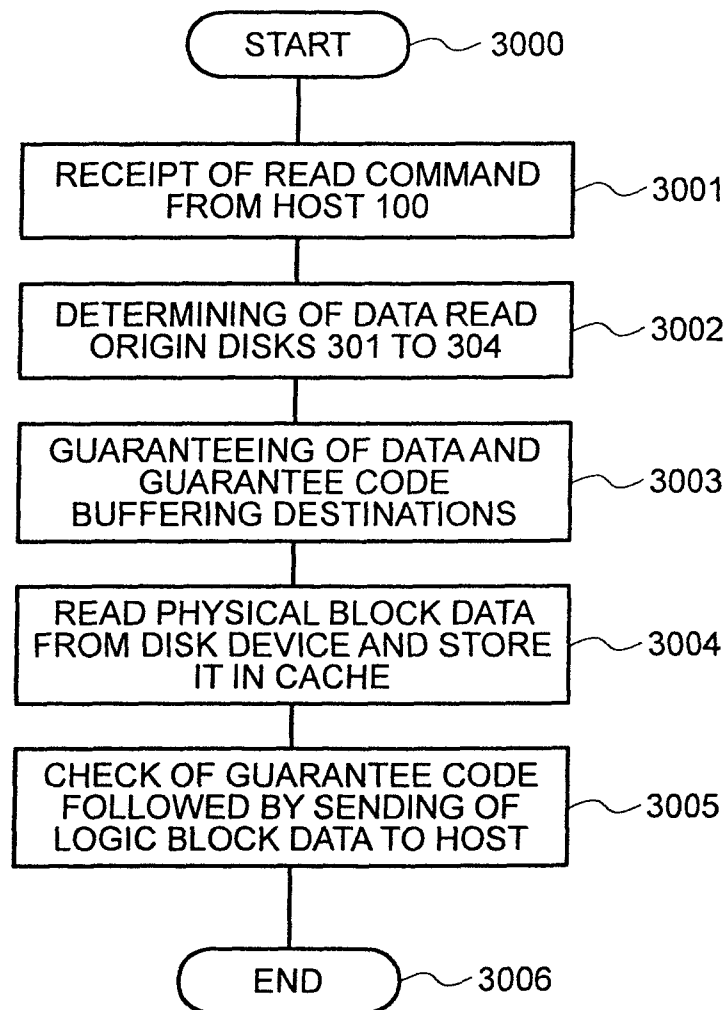 START
3000
RECEIPT OF READ COMMAND
FROM HOST 100
3001
DETERMINING OF DATA READ
ORIGIN DISKS 301 TO 304
3002
GUARANTEEING OF DATA AND
GUARANTEE CODE
BUFFERING DESTINATIONS
3003
READ PHYSICAL BLOCK DATA
FROM DISK DEVICE AND STORE
IT IN CACHE
3004
CHECK OF GUARANTEE CODE
FOLLOWED BY SENDING OF
LOGIC BLOCK DATA TO HOST
3005
END
3006